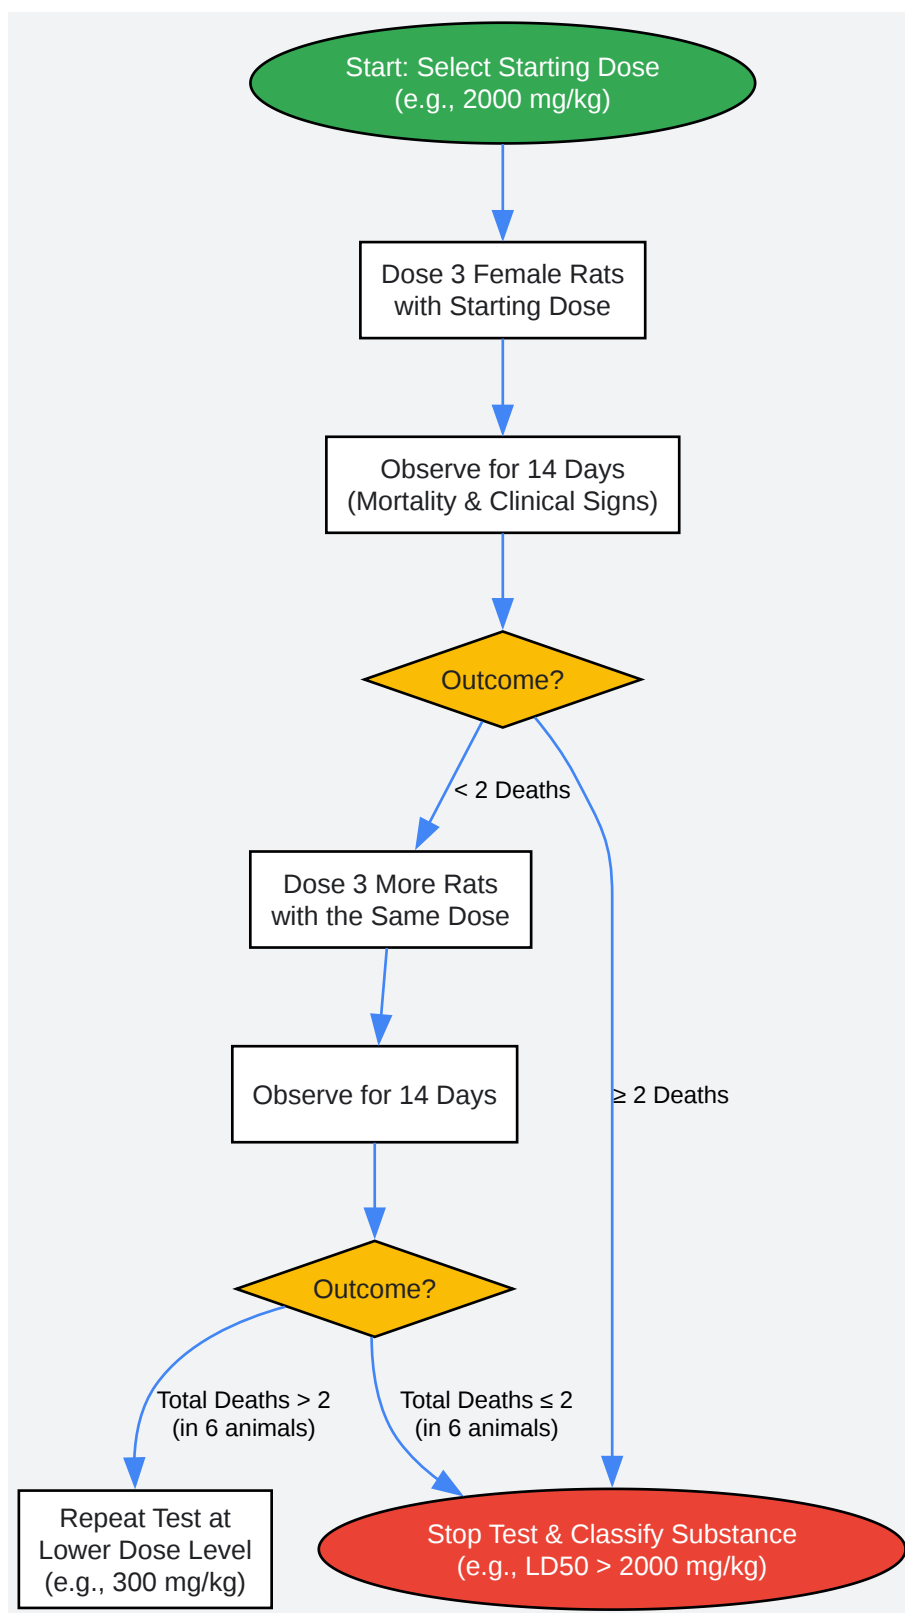 Start: Select Starting Dose
(e.g., 2000 mg/kg)
Dose 3 Female Rats
with Starting Dose
Observe for 14 Days
(Mortality & Clinical Signs)
Outcome?
< 2 Deaths
Dose 3 More Rats
with the Same Dose
Observe for 14 Days
≥ 2 Deaths
Outcome?
Total Deaths > 2
(in 6 animals)
Total Deaths ≤ 2
(in 6 animals)
Repeat Test at
Lower Dose Level
(e.g., 300 mg/kg)
Stop Test & Classify Substance
(e.g., LD50 > 2000 mg/kg)